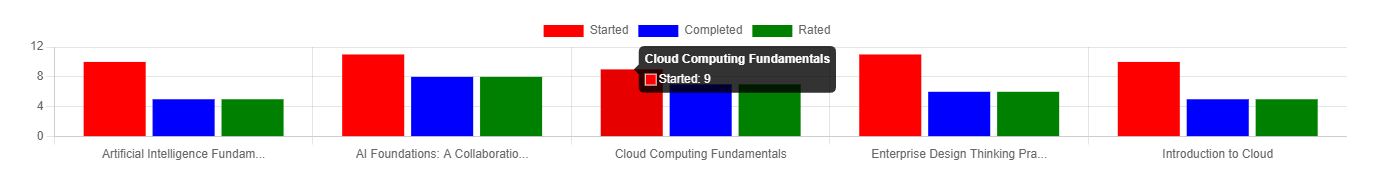 Started Completed Rated
12
Cloud Computing Fundamentals
Started: 9
8
4
0
Artificial Intelligence Fundam...
AI Foundations: A Collaboratio...
Cloud Computing Fundamentals
Enterprise Design Thinking Pra...
Introduction to Cloud